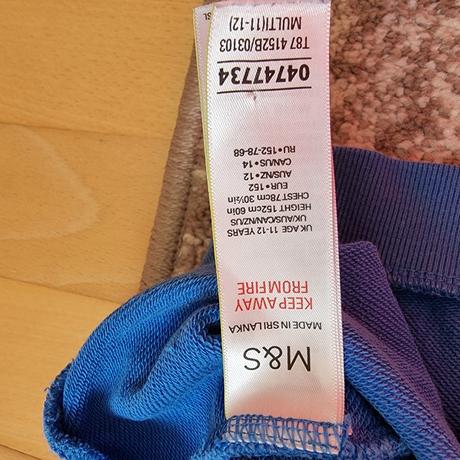 M&S
MADE IN SRI LANKA
KEEP AWAY
FROM FIRE
UK AGE 11-12 YEARS
UK/AUS/CAN/NZ/US
HEIGHT 152cm 60in
CHEST 78cm 30½in
EUR•152
AUS/NZ•12
CAN/US•14
RU•152-78-68
04747734
T87 4152B/03103
MULTI(11-12)